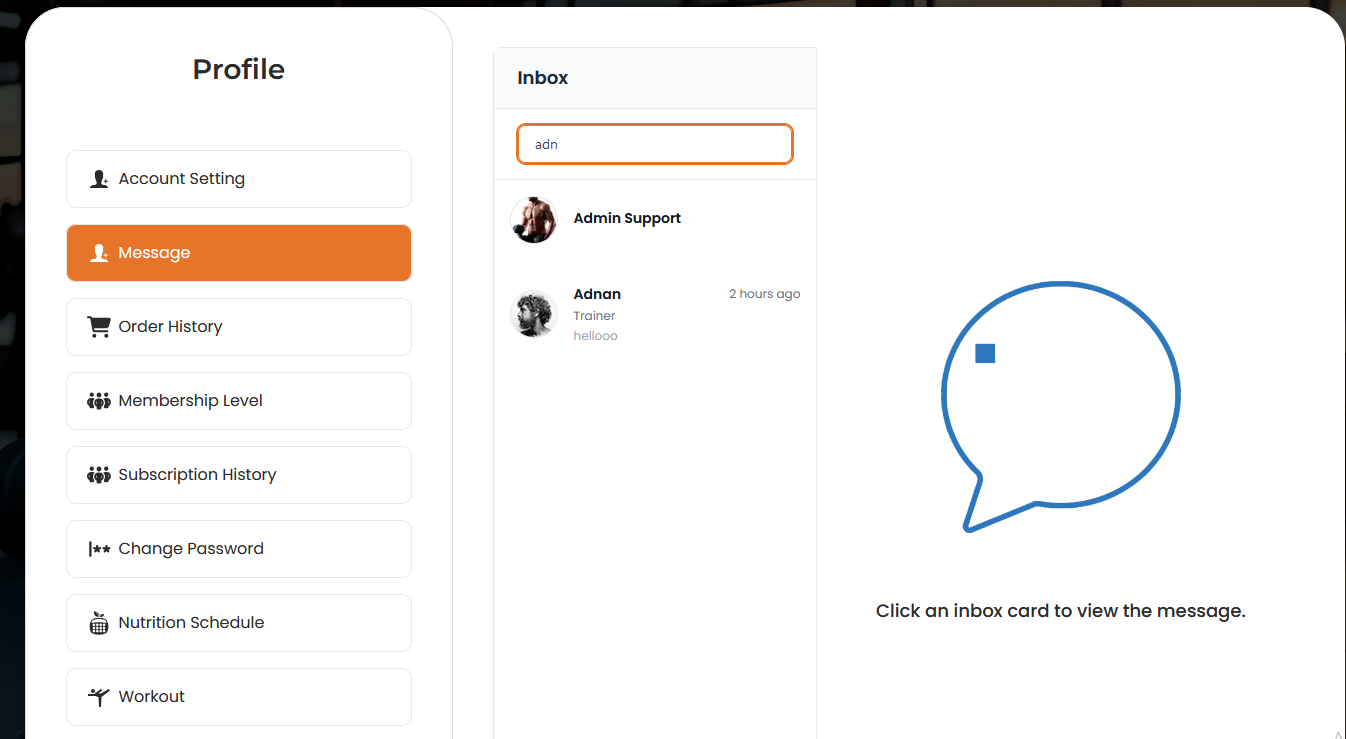 Profile
Account Setting
Message
Order History
Membership Level
Subscription History
Change Password
Nutrition Schedule
Workout
Inbox
adn
Admin Support
Adnan 2 hours ago
Trainer
hellooo
Click an inbox card to view the message.